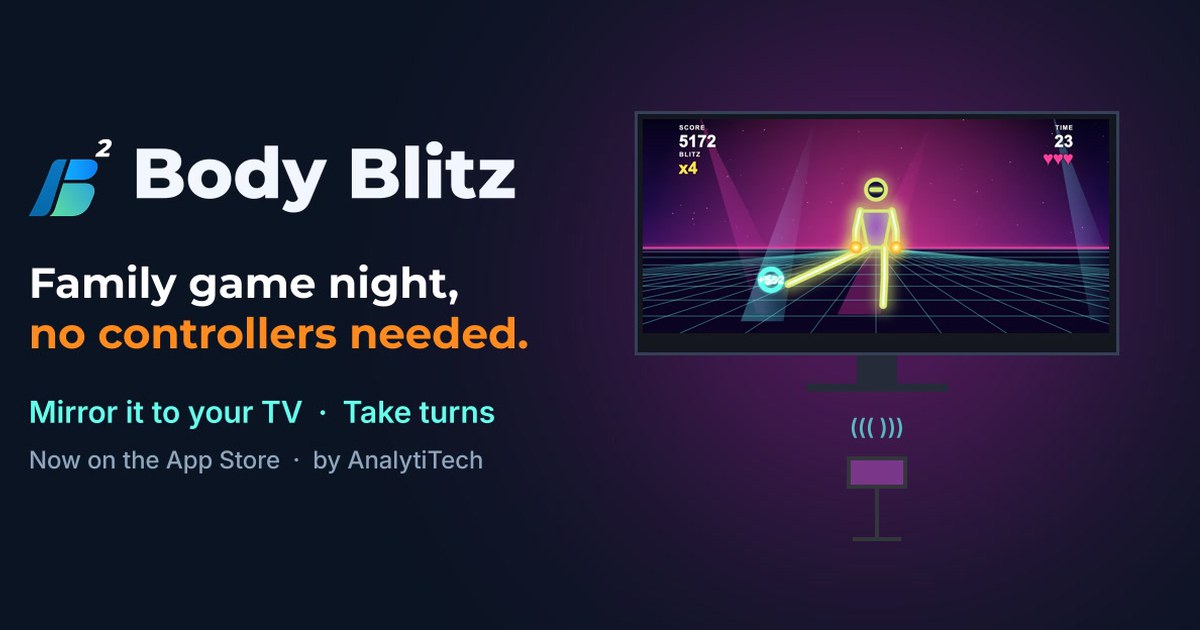 B²
Body Blitz
Family game night,
no controllers needed.
Mirror it to your TV · Take turns
Now on the App Store · by AnalytiTech
SCORE
5172
BLITZ
x4
TIME
23
♥♥♥
((( )))